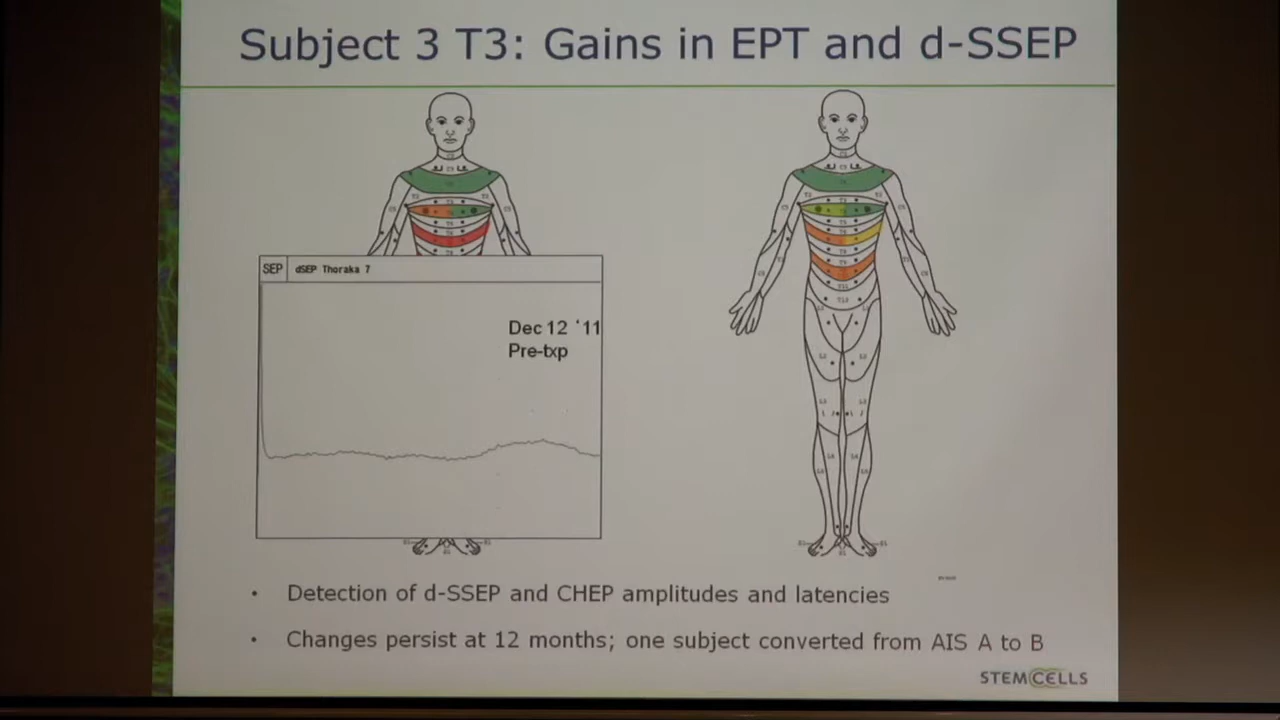 Subject 3 T3: Gains in EPT and d-SSEP
SEP dSEP Thoraka 7
Dec 12 '11
Pre-txp
• Detection of d-SSEP and CHEP amplitudes and latencies
• Changes persist at 12 months; one subject converted from AIS A to B
STEMCELLS